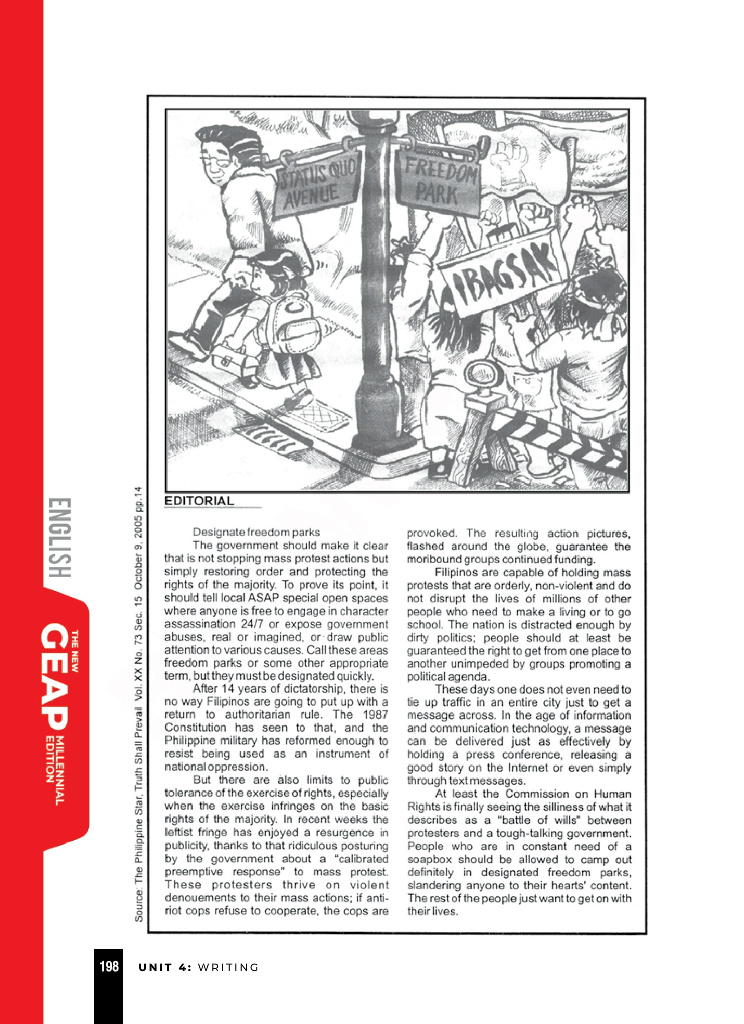 STATUS QUO
AVENUE
FREEDOM
PARK
IBAGSAK
EDITORIAL
Designate freedom parks
The government should make it clear
that is not stopping mass protest actions but
simply restoring order and protecting the
rights of the majority. To prove its point, it
should tell local ASAP special open spaces
where anyone is free to engage in character
assassination 24/7 or expose government
abuses, real or imagined, or draw public
attention to various causes. Call these areas
freedom parks or some other appropriate
term, but they must be designated quickly.
After 14 years of dictatorship, there is
no way Filipinos are going to put up with a
return to authoritarian rule. The 1987
Constitution has seen to that, and the
Philippine military has reformed enough to
resist being used as an instrument of
national oppression.
But there are also limits to public
tolerance of the exercise of rights, especially
when the exercise infringes on the basic
rights of the majority. In recent weeks the
leftist fringe has enjoyed a resurgence in
publicity, thanks to that ridiculous posturing
by the government about a "calibrated
preemptive response" to mass protest.
These protesters thrive on violent
denouements to their mass actions; if anti-
riot cops refuse to cooperate, the cops are
provoked. The resulting action pictures,
flashed around the globe, guarantee the
moribound groups continued funding.
Filipinos are capable of holding mass
protests that are orderly, non-violent and do
not disrupt the lives of millions of other
people who need to make a living or to go
school. The nation is distracted enough by
dirty politics; people should at least be
guaranteed the right to get from one place to
another unimpeded by groups promoting a
political agenda.
These days one does not even need to
tie up traffic in an entire city just to get a
message across. In the age of information
and communication technology, a message
can be delivered just as effectively by
holding a press conference, releasing a
good story on the Internet or even simply
through text messages.
At least the Commission on Human
Rights is finally seeing the silliness of what it
describes as a "battle of wills" between
protesters and a tough-talking government.
People who are in constant need of a
soapbox should be allowed to camp out
definitely in designated freedom parks,
slandering anyone to their hearts' content.
The rest of the people just want to get on with
their lives.
Source: The Philippine Star, Truth Shall Prevail Vol. XX No. 73 Sec. 15 October 9, 2005 pp.14
ENGLISH
THE NEW
GEAP
MILLENNIAL
EDITION
198 UNIT 4: WRITING